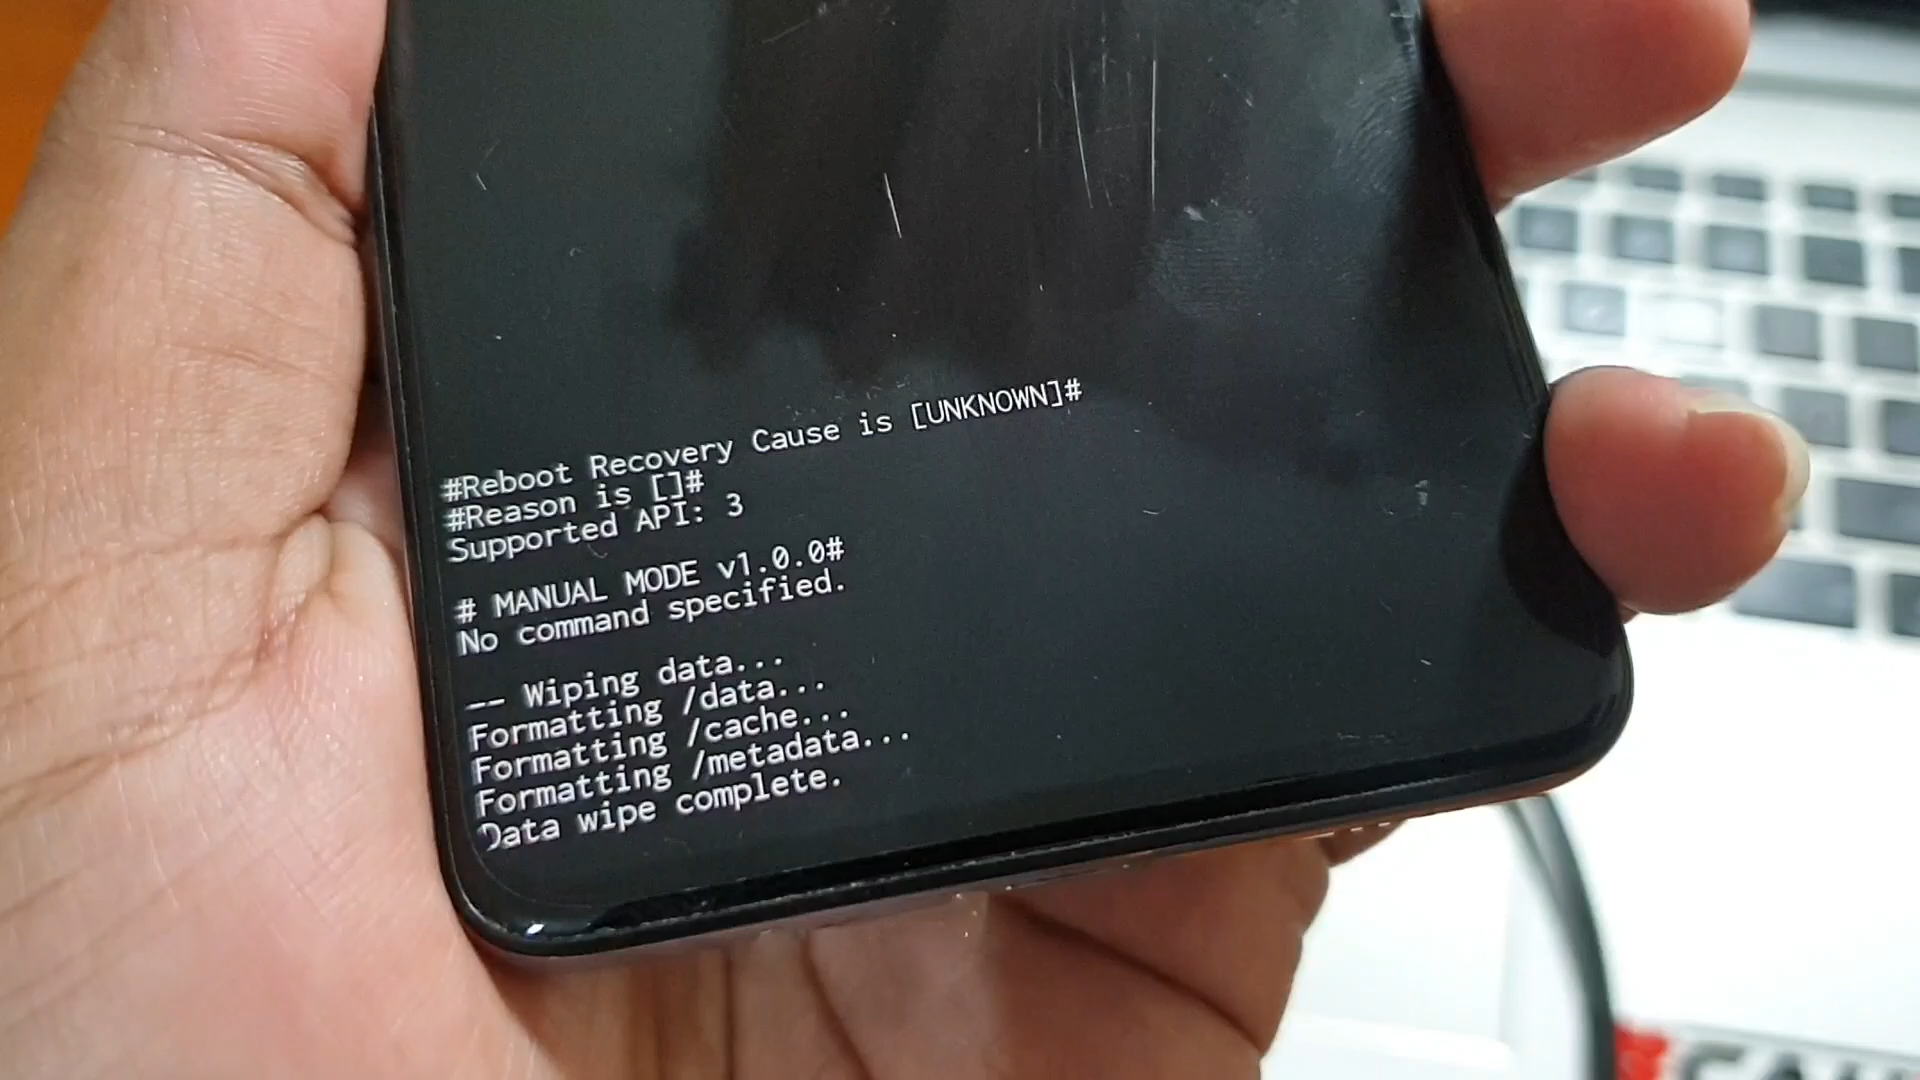 #Reboot Recovery Cause is [UNKNOWN]#
#Reason is []#
Supported API: 3
# MANUAL MODE v1.0.0#
No command specified.
-- Wiping data...
Formatting /data...
Formatting /cache...
Formatting /metadata...
Data wipe complete.